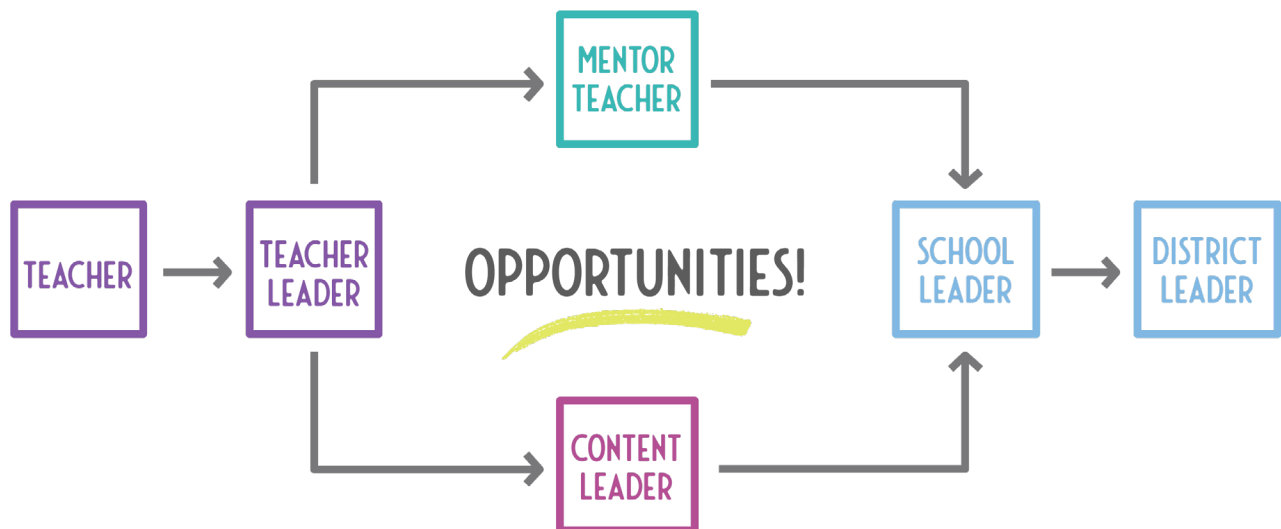 MENTOR
TEACHER
TEACHER
TEACHER
LEADER
OPPORTUNITIES!
SCHOOL
LEADER
DISTRICT
LEADER
CONTENT
LEADER